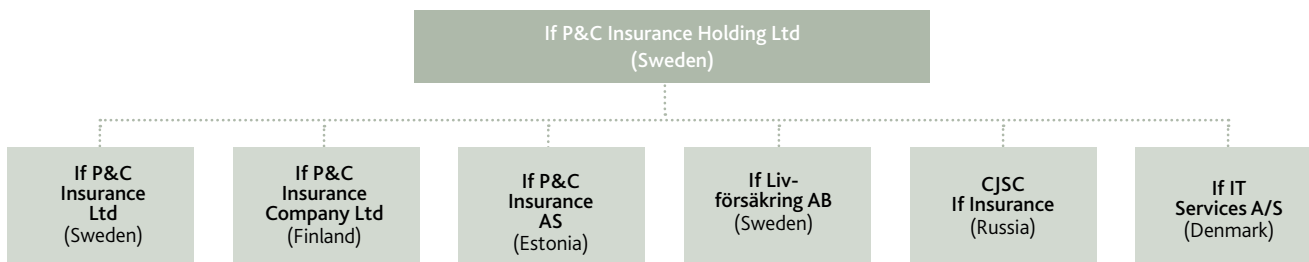 If P&C Insurance Holding Ltd
(Sweden)
If P&C
Insurance
Ltd
(Sweden)
If P&C
Insurance
Company Ltd
(Finland)
If P&C
Insurance
AS
(Estonia)
If Liv-
försäkring AB
(Sweden)
CJSC
If Insurance
(Russia)
If IT
Services A/S
(Denmark)